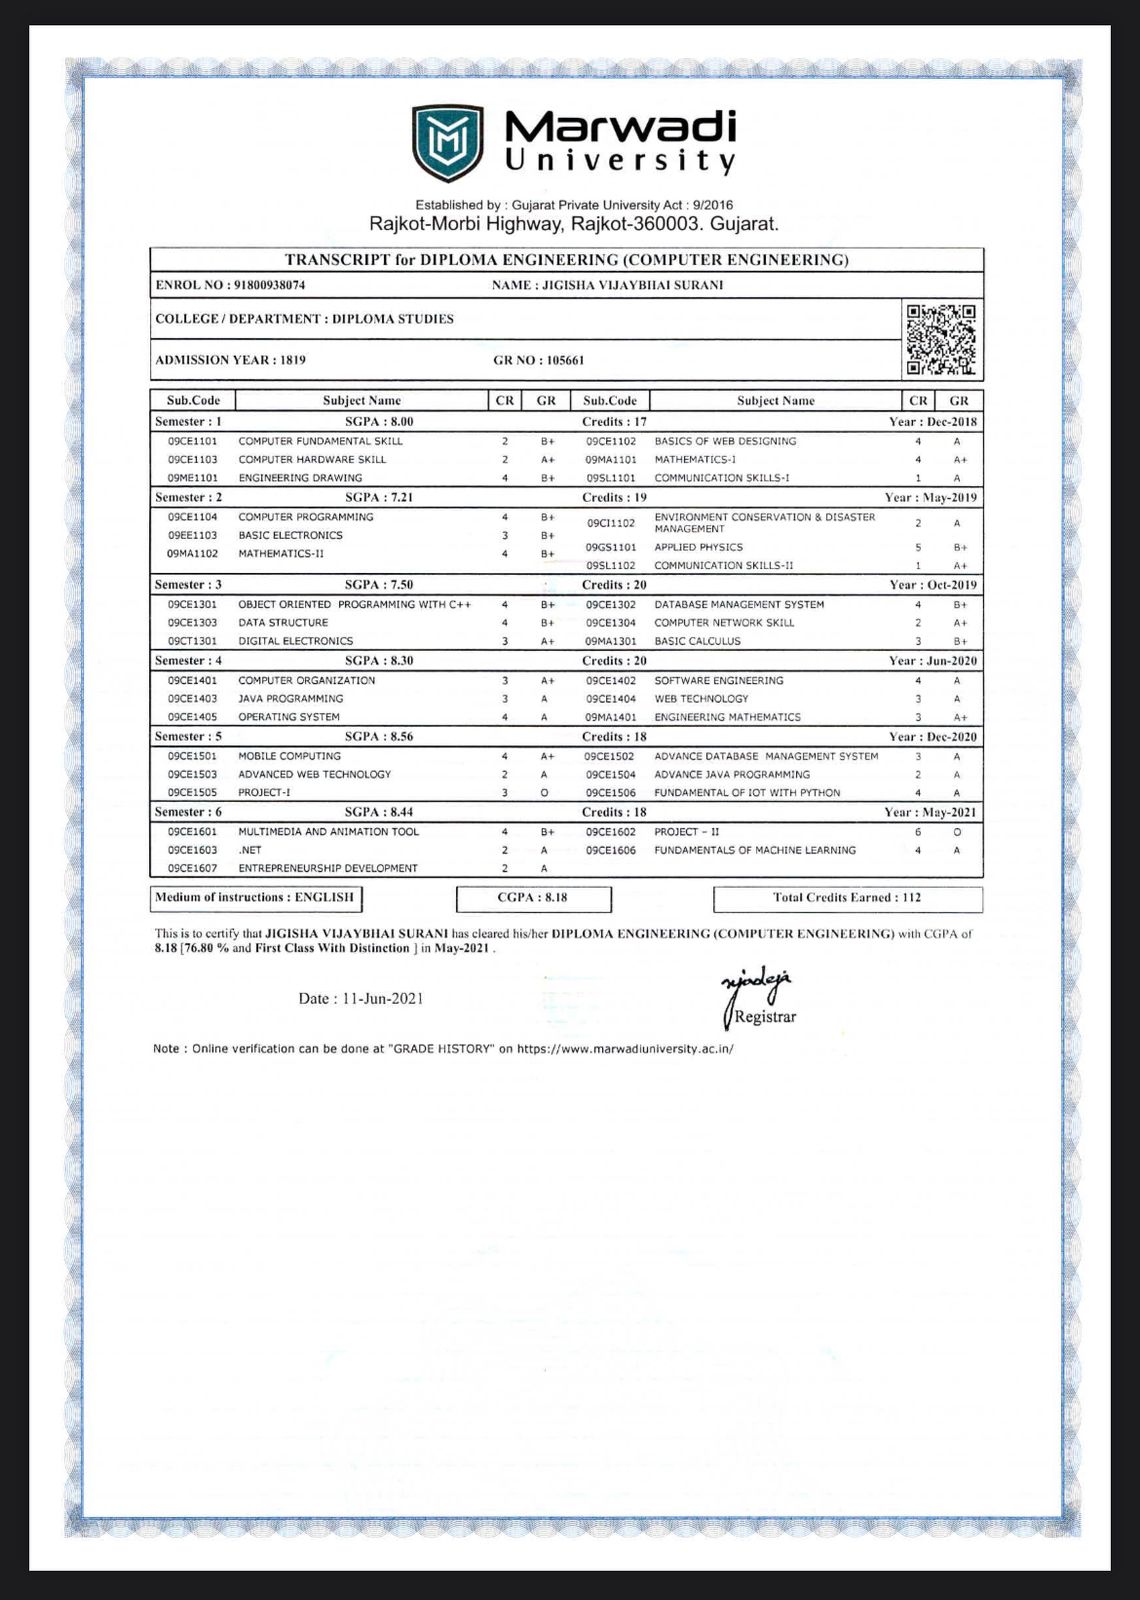 Marwadi
University
Established by : Gujarat Private University Act : 9/2016
Rajkot-Morbi Highway, Rajkot-360003. Gujarat.
TRANSCRIPT for DIPLOMA ENGINEERING (COMPUTER ENGINEERING)
ENROL NO : 91800938074 NAME : JIGISHA VIJAYBHAI SURANI
COLLEGE / DEPARTMENT : DIPLOMA STUDIES
ADMISSION YEAR : 1819 GR NO : 105661
Sub.Code Subject Name CR GR Sub.Code Subject Name CR GR
Semester : 1 SGPA : 8.00 Credits : 17 Year : Dec-2018
09CE1101 COMPUTER FUNDAMENTAL SKILL 2 B+ 09CE1102 BASICS OF WEB DESIGNING 4 A
09CE1103 COMPUTER HARDWARE SKILL 2 A+ 09MA1101 MATHEMATICS-I 4 A+
09ME1101 ENGINEERING DRAWING 4 B+ 09SL1101 COMMUNICATION SKILLS-I 1 A
Semester : 2 SGPA : 7.21 Credits : 19 Year : May-2019
09CE1104 COMPUTER PROGRAMMING 4 B+ 09CI1102 ENVIRONMENT CONSERVATION & DISASTER
MANAGEMENT 2 A
09EE1103 BASIC ELECTRONICS 3 B+
09MA1102 MATHEMATICS-II 4 B+ 09GS1101 APPLIED PHYSICS 5 B+
09SL1102 COMMUNICATION SKILLS-II 1 A+
Semester : 3 SGPA : 7.50 Credits : 20 Year : Oct-2019
09CE1301 OBJECT ORIENTED PROGRAMMING WITH C++ 4 B+ 09CE1302 DATABASE MANAGEMENT SYSTEM 4 B+
09CE1303 DATA STRUCTURE 4 B+ 09CE1304 COMPUTER NETWORK SKILL 2 A+
09CT1301 DIGITAL ELECTRONICS 3 A+ 09MA1301 BASIC CALCULUS 3 B+
Semester : 4 SGPA : 8.30 Credits : 20 Year : Jun-2020
09CE1401 COMPUTER ORGANIZATION 3 A+ 09CE1402 SOFTWARE ENGINEERING 4 A
09CE1403 JAVA PROGRAMMING 3 A 09CE1404 WEB TECHNOLOGY 3 A
09CE1405 OPERATING SYSTEM 4 A 09MA1401 ENGINEERING MATHEMATICS 3 A+
Semester : 5 SGPA : 8.56 Credits : 18 Year : Dec-2020
09CE1501 MOBILE COMPUTING 4 A+ 09CE1502 ADVANCE DATABASE MANAGEMENT SYSTEM 3 A
09CE1503 ADVANCED WEB TECHNOLOGY 2 A 09CE1504 ADVANCE JAVA PROGRAMMING 2 A
09CE1505 PROJECT-I 3 O 09CE1506 FUNDAMENTAL OF IOT WITH PYTHON 4 A
Semester : 6 SGPA : 8.44 Credits : 18 Year : May-2021
09CE1601 MULTIMEDIA AND ANIMATION TOOL 4 B+ 09CE1602 PROJECT - II 6 O
09CE1603 .NET 2 A 09CE1606 FUNDAMENTALS OF MACHINE LEARNING 4 A
09CE1607 ENTREPRENEURSHIP DEVELOPMENT 2 A
Medium of instructions : ENGLISH CGPA : 8.18 Total Credits Earned : 112
This is to certify that JIGISHA VIJAYBHAI SURANI has cleared his/her DIPLOMA ENGINEERING (COMPUTER ENGINEERING) with CGPA of
8.18 [76.80 % and First Class With Distinction ] in May-2021 .
Date : 11-Jun-2021
Registrar
Note : Online verification can be done at "GRADE HISTORY" on https://www.marwadiuniversity.ac.in/